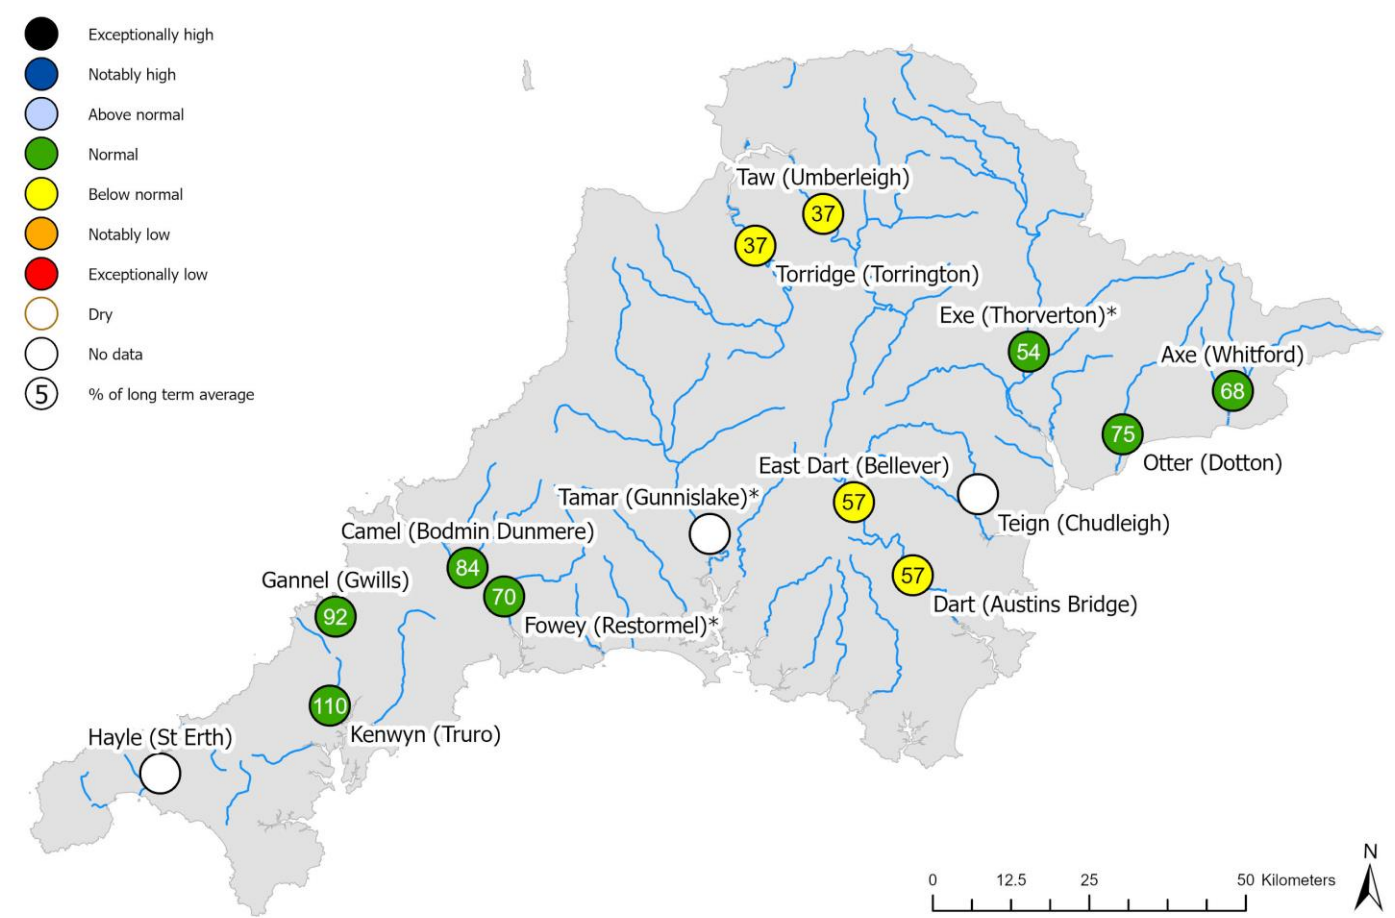 Exceptionally high
Notably high
Above normal
Normal
Below normal
Notably low
Exceptionally low
Dry
No data
5 % of long term average
Taw (Umberleigh)
37
37
Torridge (Torrington)
Exe (Thorverton)*
54
Axe (Whitford)
68
75
Otter (Dotton)
East Dart (Bellever)
57
Tamar (Gunnislake)*
Teign (Chudleigh)
Camel (Bodmin Dunmere)
84
Gannel (Gwills)
70
57
Dart (Austins Bridge)
92
Fowey (Restormel)*
110
Kenwyn (Truro)
Hayle (St Erth)
N
0 12.5 25 50 Kilometers